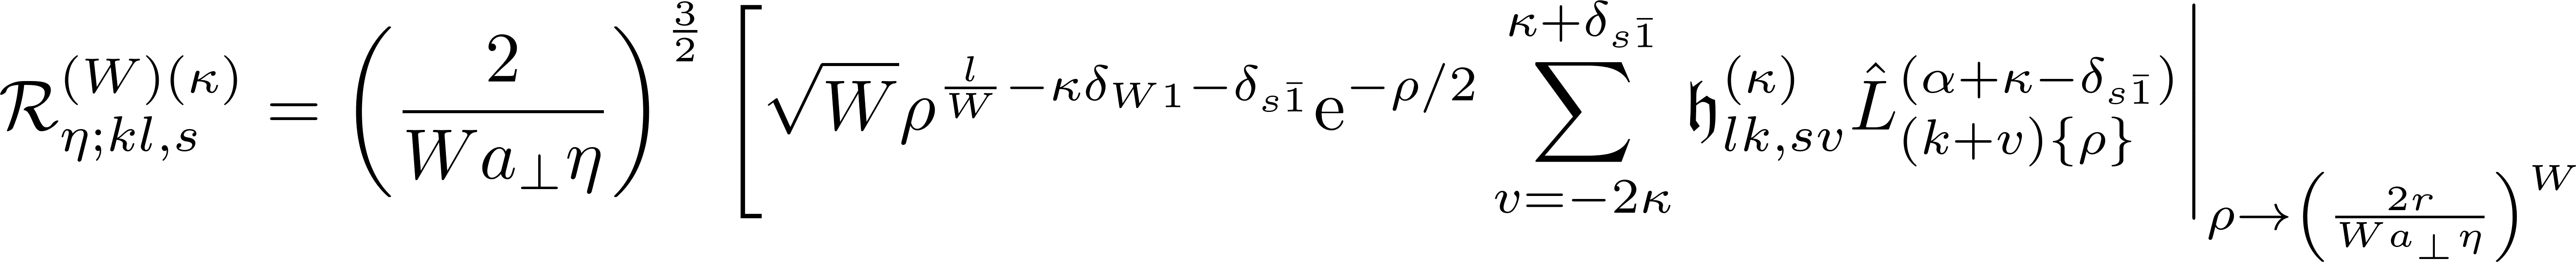 \mathcal{R}_{\eta;kl,s}^{(W)(\kappa)} = \left(\frac{2}{Wa_{\perp}\eta}\right)^{\frac{3}{2}} \left[ \sqrt{W}\rho^{\frac{l}{W}-\kappa\delta_{W1}-\delta_{s\bar{1}}} \mathrm{e}^{-\rho/2} \sum_{v=-2\kappa}^{\kappa+\delta_{s\bar{1}}} \mathfrak{h}_{lk,sv}^{(\kappa)} \hat{L}_{(k+v)\{\rho\}}^{(\alpha+\kappa-\delta_{s\bar{1}})} \right|_{\rho\to\left(\frac{2r}{Wa_{\perp}\eta}\right)^{W}}